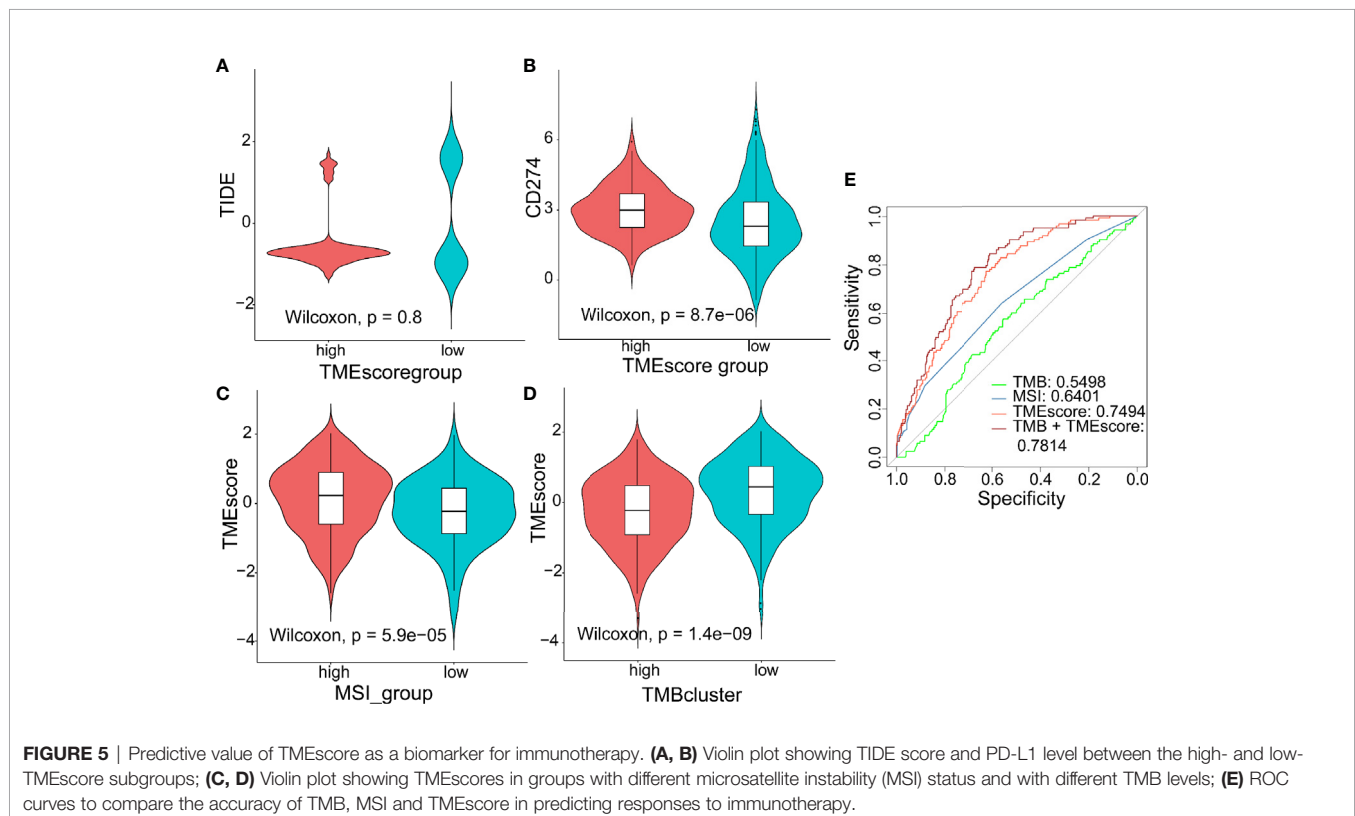 A
TIDE
2
0
−2
Wilcoxon, p = 0.8
high
low
TMEscoregroup
B
CD274
6
3
0
Wilcoxon, p = 8.7e−06
high
low
TMEscore group
C
TMEscore
2
0
−2
−4
Wilcoxon, p = 5.9e−05
high
low
MSI_group
D
TMEscore
2
0
−2
−4
Wilcoxon, p = 1.4e−09
high
low
TMBcluster
E
Sensitivity
1.0
0.8
0.6
0.4
0.2
0.0
TMB: 0.5498
MSI: 0.6401
TMEscore: 0.7494
TMB + TMEscore:
0.7814
1.0 0.8 0.6 0.4 0.2 0.0
Specificity
FIGURE 5 | Predictive value of TMEscore as a biomarker for immunotherapy. (A, B) Violin plot showing TIDE score and PD-L1 level between the high- and low-
TMEscore subgroups; (C, D) Violin plot showing TMEscores in groups with different microsatellite instability (MSI) status and with different TMB levels; (E) ROC
curves to compare the accuracy of TMB, MSI and TMEscore in predicting responses to immunotherapy.